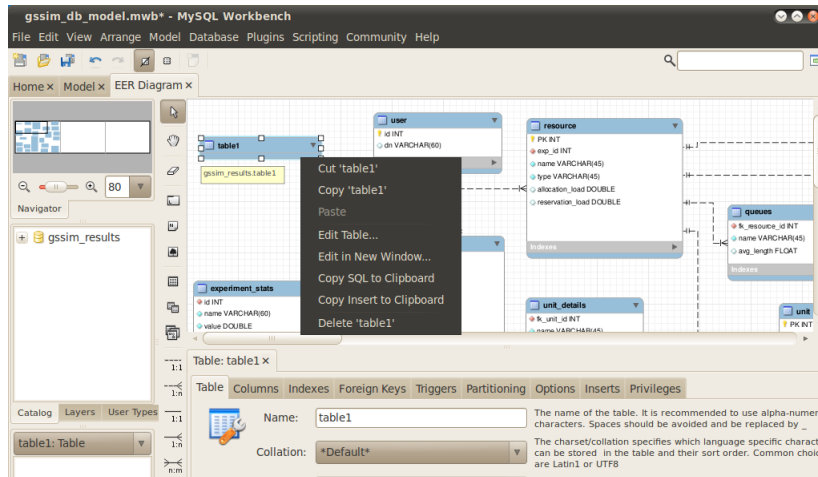 gssim_db_model.mwb* - MySQL Workbench
File Edit View Arrange Model Database Plugins Scripting Community Help
Home × Model × EER Diagram ×
80
Navigator
gssim_results
Catalog Layers User Types
table1: Table
1:1
1:n
1:1
1:n
n:m
table1
gssim_results.table1
user
id INT
dn VARCHAR(60)
resource
PK INT
exp_id INT
name VARCHAR(45)
type VARCHAR(45)
allocation_load DOUBLE
reservation_load DOUBLE
Indexes
queues
fk_resource_id INT
name VARCHAR(45)
avg_length FLOAT
Indexes
experiment_stats
id INT
name VARCHAR(60)
value DOUBLE
unit_details
fk_unit_id INT
name VARCHAR(45)
unit
PK INT
Cut 'table1'
Copy 'table1'
Paste
Edit Table...
Edit in New Window...
Copy SQL to Clipboard
Copy Insert to Clipboard
Delete 'table1'
Table: table1 ×
Table Columns Indexes Foreign Keys Triggers Partitioning Options Inserts Privileges
Name: table1
The name of the table. It is recommended to use alpha-numer
characters. Spaces should be avoided and be replaced by _
Collation: *Default*
The charset/collation specifies which language specific charact
can be stored in the table and their sort order. Common choic
are Latin1 or UTF8